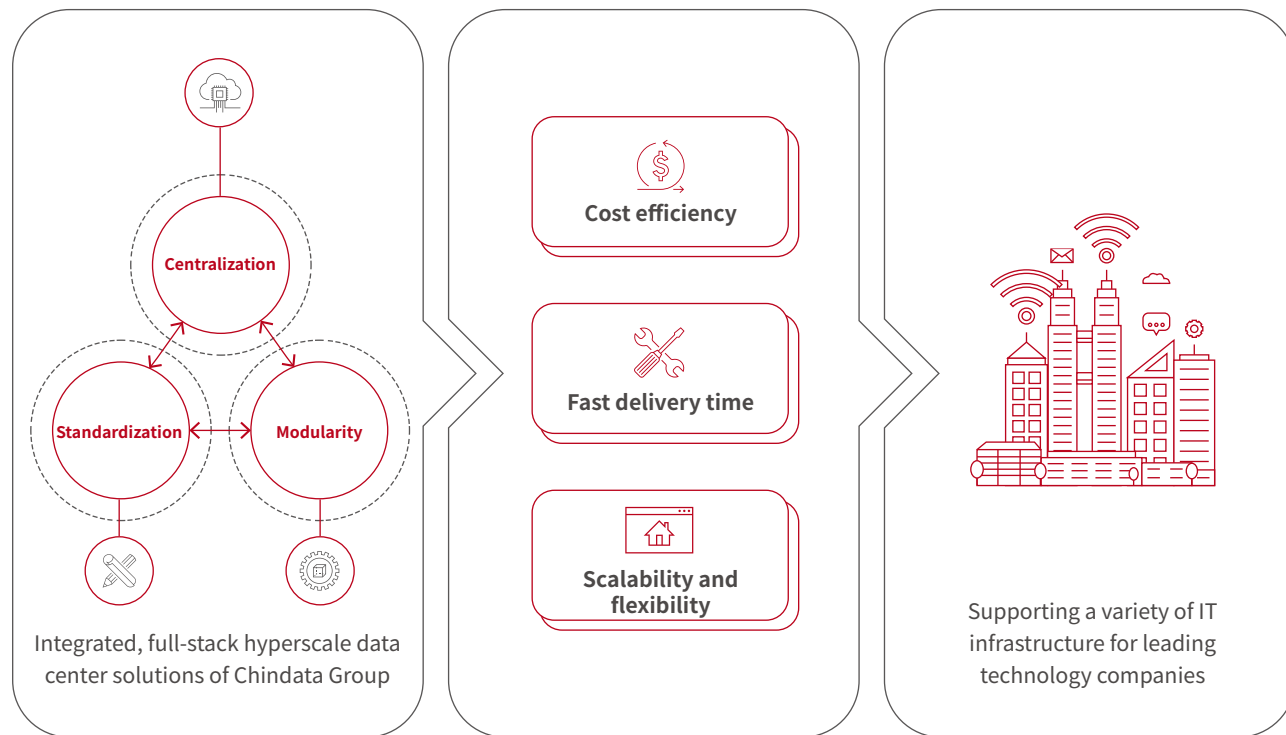 Centralization
Standardization
Modularity
Integrated, full-stack hyperscale data
center solutions of Chindata Group
$
Cost efficiency
Fast delivery time
Scalability and
flexibility
Supporting a variety of IT
infrastructure for leading
technology companies